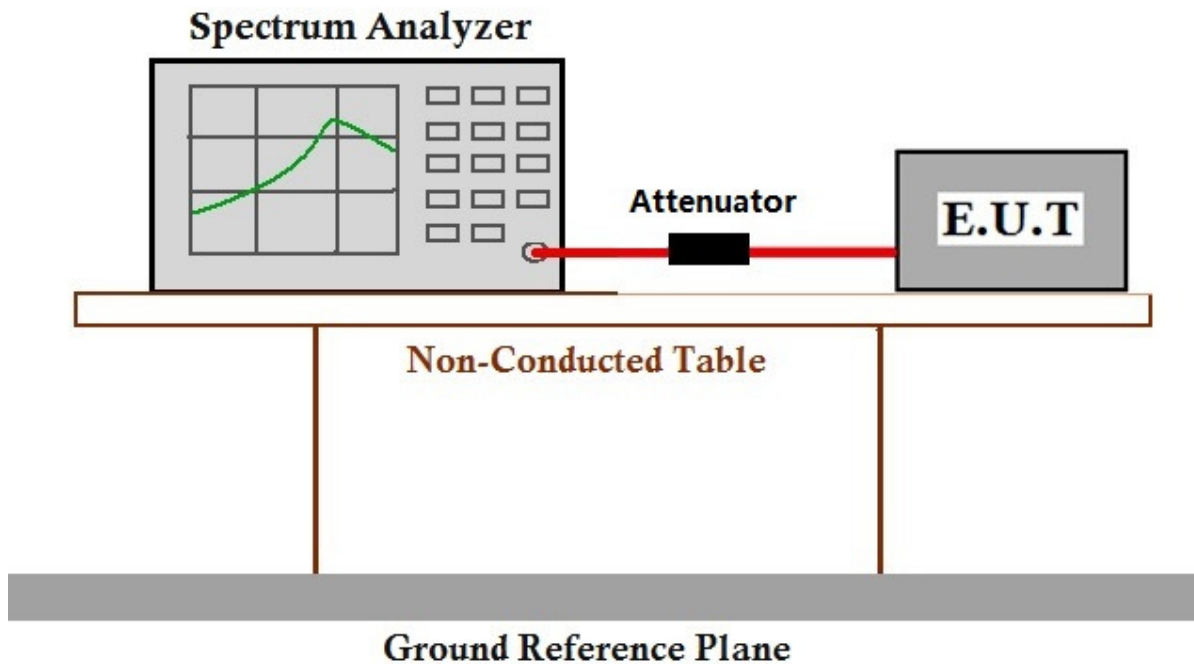 Spectrum Analyzer
Attenuator
E.U.T
Non-Conducted Table
Ground Reference Plane